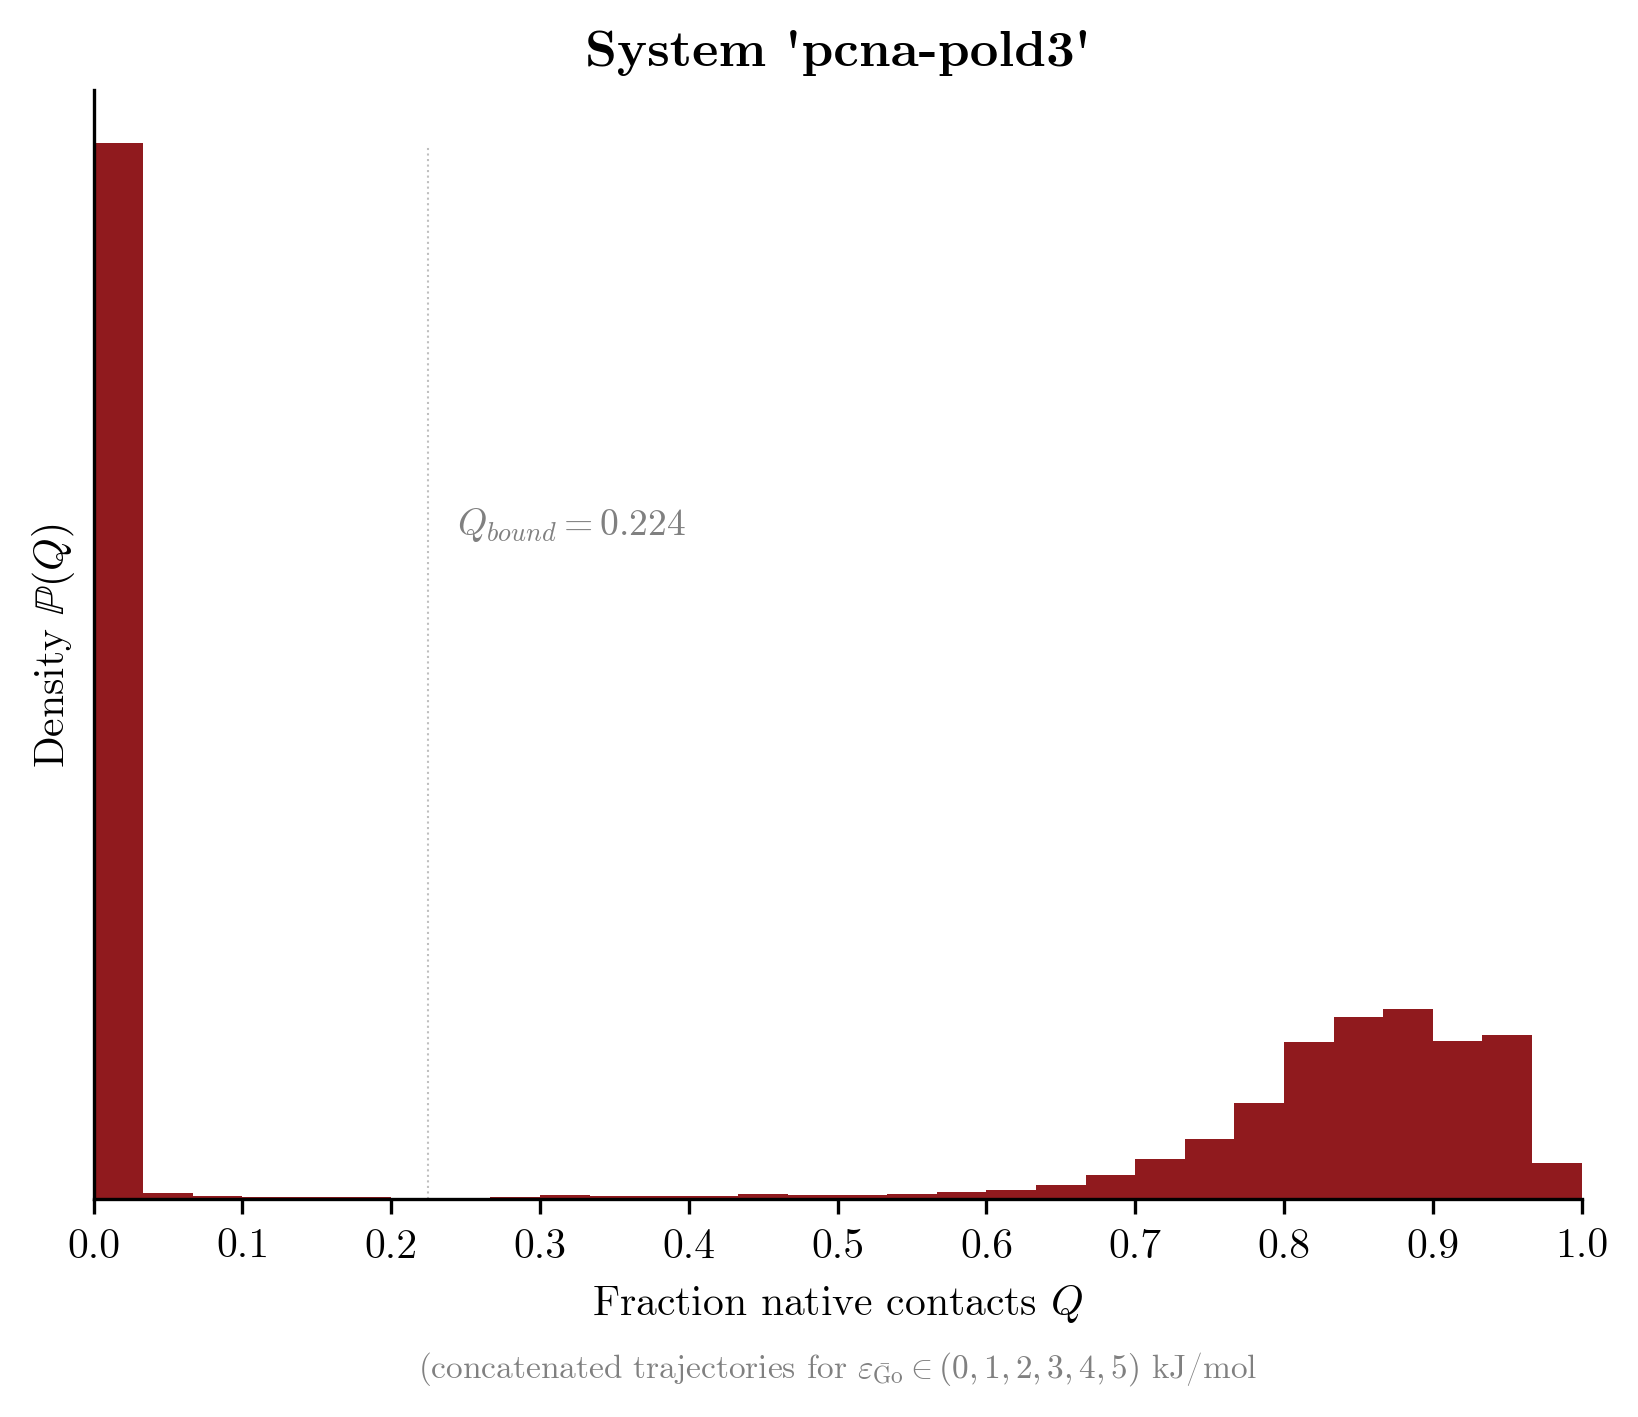 System 'pcna-pold3'
Density ℙ(Q)
Q_bound = 0.224
0.0 0.1 0.2 0.3 0.4 0.5 0.6 0.7 0.8 0.9 1.0
Fraction native contacts Q
(concatenated trajectories for ε_Ḡo ∈ (0, 1, 2, 3, 4, 5) kJ/mol